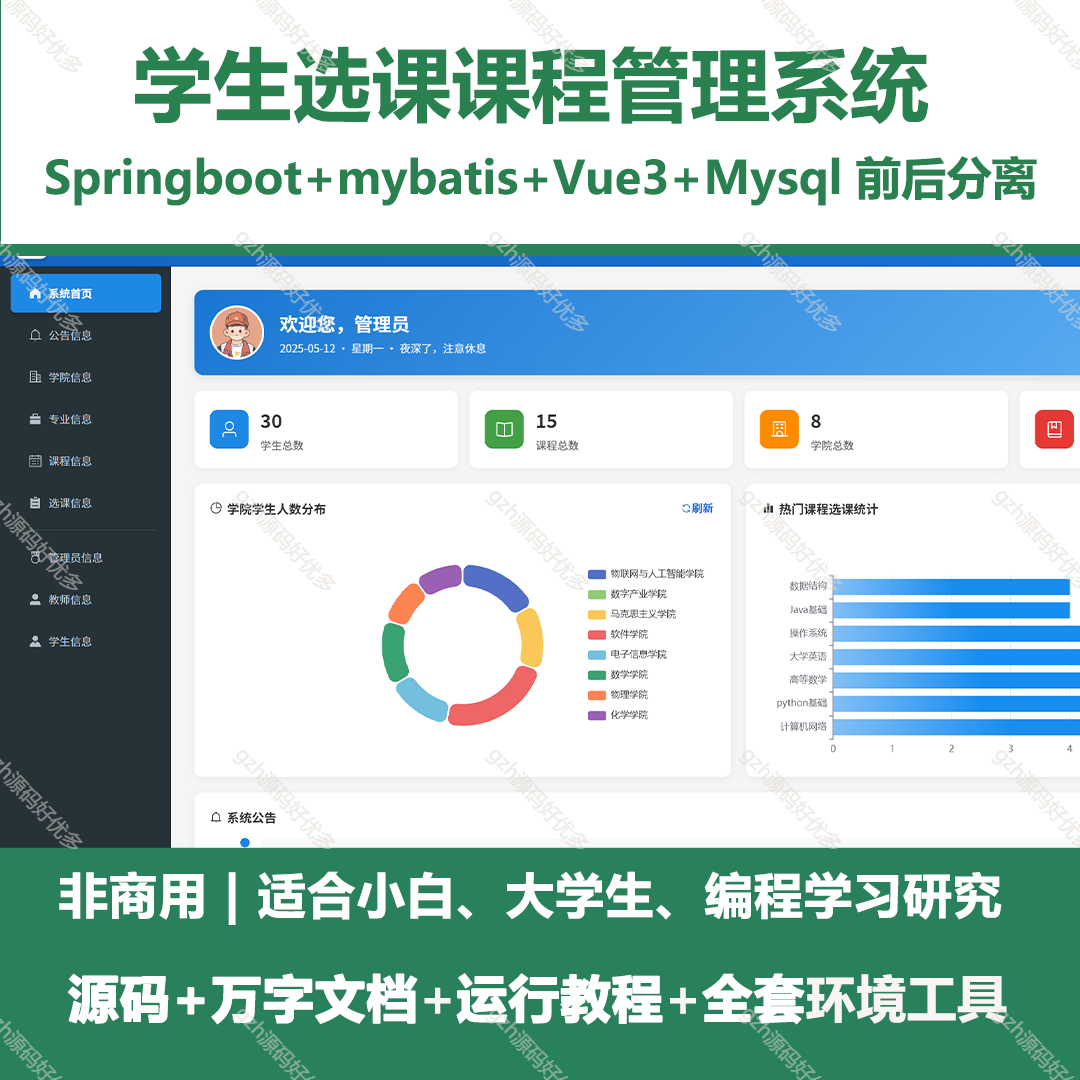 学生选课课程管理系统
Springboot+mybatis+Vue3+Mysql 前后分离
系统首页
公告信息
学院信息
专业信息
课程信息
选课信息
管理员信息
教师信息
学生信息
欢迎您，管理员
2025-05-12 • 星期一 • 夜深了，注意休息
30
学生总数
15
课程总数
8
学院总数
学院学生人数分布
刷新
物联网与人工智能学院
数字产业学院
马克思主义学院
软件学院
电子信息学院
数学学院
物理学院
化学学院
热门课程选课统计
数据结构
Java基础
操作系统
大学英语
高等数学
python基础
计算机网络
0 1 2 3 4
系统公告
非商用｜适合小白、大学生、编程学习研究
源码+万字文档+运行教程+全套环境工具
gzh源码好优多